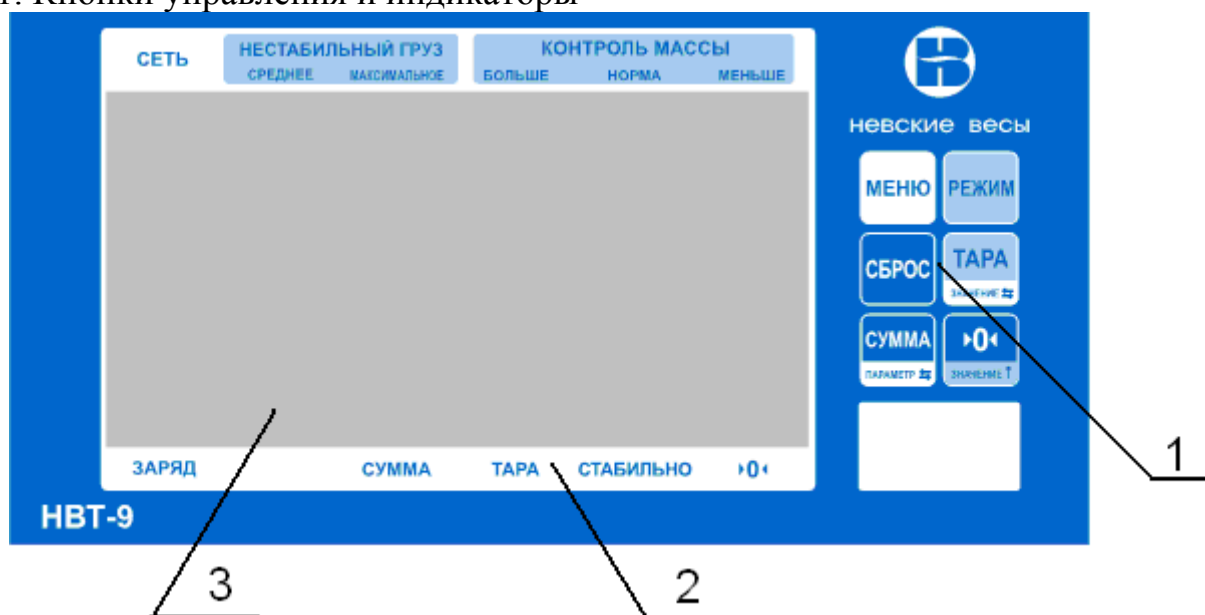 1. Кнопки управления и индикаторы
СЕТЬ
НЕСТАБИЛЬНЫЙ ГРУЗ
СРЕДНЕЕ МАКСИМАЛЬНОЕ
КОНТРОЛЬ МАССЫ
БОЛЬШЕ НОРМА МЕНЬШЕ
невские весы
МЕНЮ РЕЖИМ
СБРОС ТАРА
ЗНАЧЕНИЕ ⇆
СУММА ▸0◂
ПАРАМЕТР ⇆ ЗНАЧЕНИЕ ↑
ЗАРЯД СУММА ТАРА СТАБИЛЬНО ▸0◂
НВТ-9
1
2
3